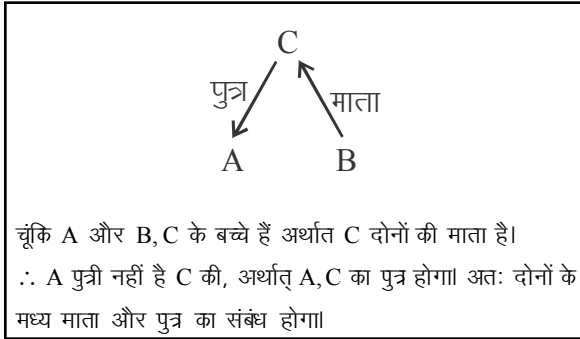 C
पुत्र माता
A B
चूंकि A और B, C के बच्चे हैं अर्थात C दोनों की माता है।
∴ A पुत्री नहीं है C की, अर्थात् A, C का पुत्र होगा। अतः दोनों के
मध्य माता और पुत्र का संबंध होगा।